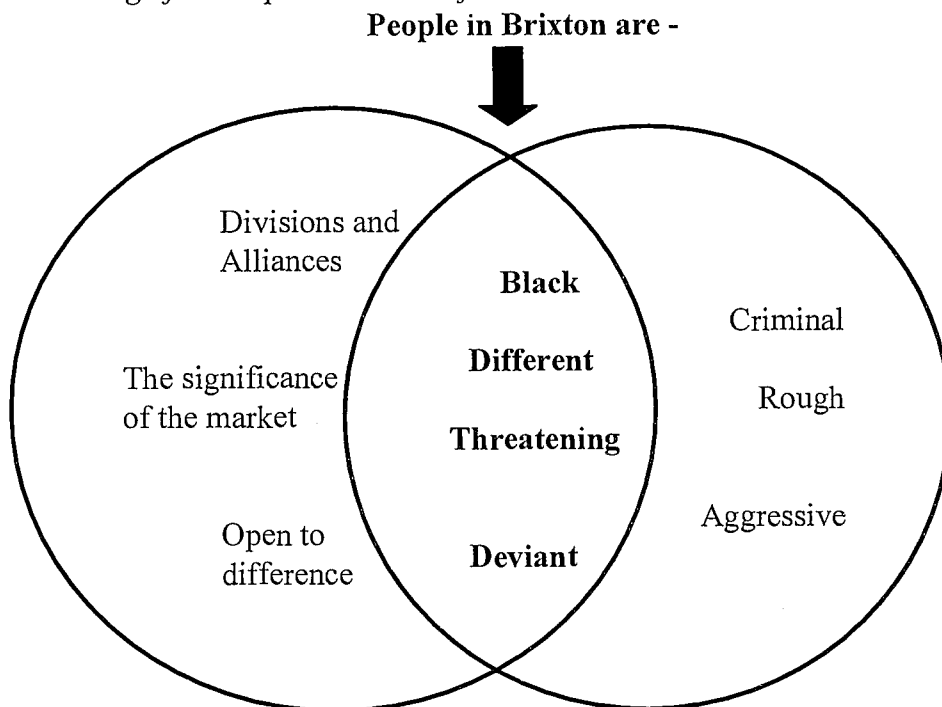 People in Brixton are -
Divisions and
Alliances
The significance
of the market
Open to
difference
Black
Different
Threatening
Deviant
Criminal
Rough
Aggressive